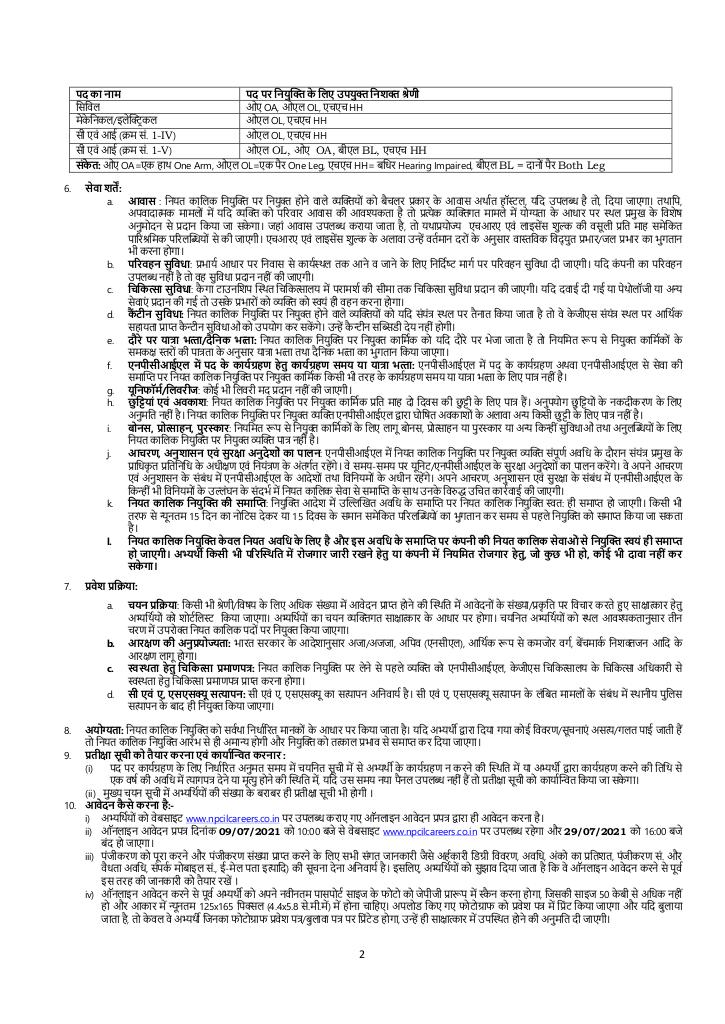 पद का नाम पद पर नियुक्ति के लिए उपयुक्त निशक्त श्रेणी
सिविल ओए OA, ओएल OL, एचएच HH
मेकेनिकल/इलेक्ट्रिकल ओएल OL, एचएच HH
सी एवं आई (क्रम सं. 1-IV) ओएल OL, एचएच HH
सी एवं आई (क्रम सं. 1-V) ओएल OL, ओए OA, बीएल BL, एचएच HH
संकेत: ओए OA=एक हाथ One Arm, ओएल OL=एक पैर One Leg, एचएच HH= बधिर Hearing Impaired, बीएल BL = दानों पैर Both Leg
6. सेवा शर्तें:
a. आवास : नियत कालिक नियुक्ति पर नियुक्त होने वाले व्यक्तियों को बैचलर प्रकार के आवास अर्थात हॉस्टल, यदि उपलब्ध है तो, दिया जाएगा। तथापि,
अपवादात्मक मामलों में यदि व्यक्ति को परिवार आवास की आवश्यकता है तो प्रत्येक व्यक्तिगत मामले में योग्यता के आधार पर स्थल प्रमुख के विशेष
अनुमोदन से प्रदान किया जा सकेगा। जहां आवास उपलब्ध कराया जाता है, तो यथाप्रयोज्य एचआरए एवं लाइसेंस शुल्क की वसूली प्रति माह समेकित
पारिश्रमिक परिलब्धियों से की जाएगी। एचआरए एवं लाइसेंस शुल्क के अलावा उन्हें वर्तमान दरों के अनुसार वास्तविक विद्युत प्रभार/जल प्रभार का भुगतान
भी करना होगा।
b. परिवहन सुविधा: प्रभार्य आधार पर निवास से कार्यस्थल तक आने व जाने के लिए निर्दिष्ट मार्ग पर परिवहन सुविधा दी जाएगी। यदि कंपनी का परिवहन
उपलब्ध नहीं है तो वह सुविधा प्रदान नहीं की जाएगी।
c. चिकित्सा सुविधा: कैगा टाउनशिप स्थित चिकित्सालय में परामर्श की सीमा तक चिकित्सा सुविधा प्रदान की जाएगी। यदि दवाई दी गई या पेथोलॉजी या अन्य
सेवाएं प्रदान की गई तो उसके प्रभारों को व्यक्ति को स्वयं ही वहन करना होगा।
d. कैंटीन सुविधा: नियत कालिक नियुक्ति पर नियुक्त होने वाले व्यक्तियों को यदि संयंत्र स्थल पर तैनात किया जाता है तो वे केजीएस संयंत्र स्थल पर आर्थिक
सहायता प्राप्त कैन्टीन सुविधाओं को उपयोग कर सकेंगे। उन्हें कैन्टीन सब्सिडी देय नहीं होगी।
e. दौरे पर यात्रा भत्ता/दैनिक भत्ता: नियत कालिक नियुक्ति पर नियुक्त कार्मिक को यदि दौरे पर भेजा जाता है तो नियमित रूप से नियुक्त कार्मिकों के
समकक्ष स्तरों की पात्रता के अनुसार यात्रा भत्ता तथा दैनिक भत्ता का भुगतान किया जाएगा।
f. एनपीसीआईएल में पद के कार्यग्रहण हेतु कार्यग्रहण समय या यात्रा भत्ता: एनपीसीआईएल में पद के कार्यग्रहण अथवा एनपीसीआईएल से सेवा की
समाप्ति पर नियत कालिक नियुक्ति पर नियुक्त कार्मिक किसी भी तरह के कार्यग्रहण समय या यात्रा भत्ता के लिए पात्र नहीं है।
g. यूनिफॉर्म/लिवरीज: कोई भी लिवरी मद प्रदान नहीं की जाएगी।
h. छुट्टियां एवं अवकाश: नियत कालिक नियुक्ति पर नियुक्त कार्मिक प्रति माह दो दिवस की छुट्टी के लिए पात्र हैं। अनुपयोग छुट्टियों के नकदीकरण के लिए
अनुमति नहीं है। नियत कालिक नियुक्ति पर नियुक्त व्यक्ति एनपीसीआईएल द्वारा घोषित अवकाशों के अलावा अन्य किसी छुट्टी के लिए पात्र नहीं है।
i. बोनस, प्रोत्साहन, पुरस्कार: नियमित रूप से नियुक्त कार्मिकों के लिए लागू बोनस, प्रोत्साहन या पुरस्कार या अन्य किन्हीं सुविधाओं तथा अनुलब्धियों के लिए
नियत कालिक नियुक्ति पर नियुक्त व्यक्ति पात्र नहीं है।
j. आचरण, अनुशासन एवं सुरक्षा अनुदेशों का पालन: एनपीसीआईएल में नियत कालिक नियुक्ति पर नियुक्त व्यक्ति संपूर्ण अवधि के दौरान संयंत्र प्रमुख के
प्राधिकृत प्रतिनिधि के अधीक्षण एवं नियंत्रण के अंतर्गत रहेंगे। वे समय-समय पर यूनिट/एनपीसीआईएल के सुरक्षा अनुदेशों का पालन करेंगे। वे अपने आचरण
एवं अनुशासन के संबंध में एनपीसीआईएल के आदेशों तथा विनियमों के अधीन रहेंगे। अपने आचरण, अनुशासन एवं सुरक्षा के संबंध में एनपीसीआईएल के
किन्हीं भी विनियमों के उल्लंघन के संदर्भ में नियत कालिक सेवा से समाप्ति के साथ उनके विरूद्ध उचित कार्रवाई की जाएगी।
k. नियत कालिक नियुक्ति की समाप्ति: नियुक्ति आदेश में उल्लिखित अवधि के समाप्ति पर नियत कालिक नियुक्ति स्वत: ही समाप्त हो जाएगी। किसी भी
तरफ से न्यूनतम 15 दिन का नोटिस देकर या 15 दिवस के समान समेकित परिलब्धियों का भुगतान कर समय से पहले नियुक्ति को समाप्त किया जा सकता
है।
l. नियत कालिक नियुक्ति केवल नियत अवधि के लिए है और इस अवधि के समाप्ति पर कंपनी की नियत कालिक सेवाओं से नियुक्ति स्वयं ही समाप्त
हो जाएगी। अभ्यर्थी किसी भी परिस्थिति में रोजगार जारी रखने हेतु या कंपनी में नियमित रोजगार हेतु, जो कुछ भी हो, कोई भी दावा नहीं कर
सकेगा।
7. प्रवेश प्रक्रिया:
a. चयन प्रक्रिया: किसी भी श्रेणी/विषय के लिए अधिक संख्या में आवेदन प्राप्त होने की स्थिति में आवेदनों के संख्या/प्रकृति पर विचार करते हुए साक्षात्कार हेतु
अभ्यर्थियों को शोर्टलिस्ट किया जाएगा। अभ्यर्थियों का चयन व्यक्तिगत साक्षात्कार के आधार पर होगा। चयनित अभ्यर्थियों को स्थल आवश्यकतानुसार तीन
चरण में उपरोक्त नियत कालिक पदों पर नियुक्त किया जाएगा।
b. आरक्षण की अनुप्रयोज्यता: भारत सरकार के आदेशानुसार अजा/अजजा, अपिव (एनसीएल), आर्थिक रूप से कमजोर वर्ग, बेंचमार्क निशक्तजन आदि के
आरक्षण लागू होगा।
c. स्वस्थता हेतु चिकित्सा प्रमाणपत्र: नियत कालिक नियुक्ति पर लेने से पहले व्यक्ति को एनपीसीआईएल, केजीएस चिकित्सालय के चिकित्सा अधिकारी से
स्वस्थता हेतु चिकित्सा प्रमाणपत्र प्राप्त करना होगा।
d. सी एवं ए, एसएसक्यू सत्यापन: सी एवं ए, एसएसक्यू का सत्यापन अनिवार्य है। सी एवं ए, एसएसक्यू सत्यापन के लंबित मामलों के संबंध में स्थानीय पुलिस
सत्यापन के बाद ही नियुक्त किया जाएगा।
8. अयोग्यता: नियत कालिक नियुक्ति को सर्वथा निर्धारित मानकों के आधार पर किया जाता है। यदि अभ्यर्थी द्वारा दिया गया कोई विवरण/सूचनाएं असत्य/गलत पाई जाती हैं
तो नियत कालिक नियुक्ति आरंभ से ही अमान्य होगी और नियुक्ति को तत्काल प्रभाव से समाप्त कर दिया जाएगा।
9. प्रतीक्षा सूची को तैयार करना एवं कार्यान्वित करनार :
(i) पद पर कार्यग्रहण के लिए निर्धारित अनुमत समय में चयनित सूची में से अभ्यर्थी के कार्यग्रहण न करने की स्थिति में या अभ्यर्थी द्वारा कार्यग्रहण करने की तिथि से
एक वर्ष की अवधि में त्यागपत्र देने या मृत्यु होने की स्थिति में, यदि उस समय नया पैनल उपलब्ध नहीं हैं तो प्रतीक्षा सूची को कार्यान्वित किया जा सकेगा।
(ii) मुख्य चयन सूची में अभ्यर्थियों की संख्या के बराबर ही प्रतीक्षा सूची भी होगी ।
10. आवेदन कैसे करना है:-
i) अभ्यर्थियों को वेबसाइट www.npcilcareers.co.in पर उपलब्ध कराए गए ऑनलाइन आवेदन प्रपत्र द्वारा ही आवेदन करना है।
ii) ऑनलाइन आवेदन प्रपत्र दिनांक 09/07/2021 को 10:00 बजे से वेबसाइट www.npcilcareers.co.in पर उपलब्ध रहेगा और 29/07/2021 को 16:00 बजे
बंद हो जाएगा।
iii) पंजीकरण को पूरा करने और पंजीकरण संख्या प्राप्त करने के लिए सभी संगत जानकारी जैसे अर्हकारी डिग्री विवरण, अवधि, अंकों का प्रतिशत, पंजीकरण सं. और
वैधता अवधि, संपर्क मोबाइल सं., ई-मेल पता इत्यादि) की सूचना देना अनिवार्य है। इसलिए, अभ्यर्थियों को सुझाव दिया जाता है कि वे ऑनलाइन आवेदन करने से पूर्व
इस तरह की जानकारी को तैयार रखें ।
iv) ऑनलाइन आवेदन करने से पूर्व अभ्यर्थी को अपने नवीनतम पासपोर्ट साइज के फोटो को जेपीजी प्रारूप में स्कैन करना होगा, जिसकी साइज 50 केबी से अधिक नहीं
हो और आकार में न्यूनतम 125x165 पिक्सल (4.4x5.8 से.मी.में) होना चाहिए। अपलोड किए गए फोटोग्राफ को प्रवेश पत्र में प्रिंट किया जाएगा और यदि बुलाया
जाता है, तो केवल वे अभ्यर्थी जिनका फोटोग्राफ प्रवेश पत्र/बुलावा पत्र पर प्रिंटेड होगा, उन्हें ही साक्षात्कार में उपस्थित होने की अनुमति दी जाएगी।
2